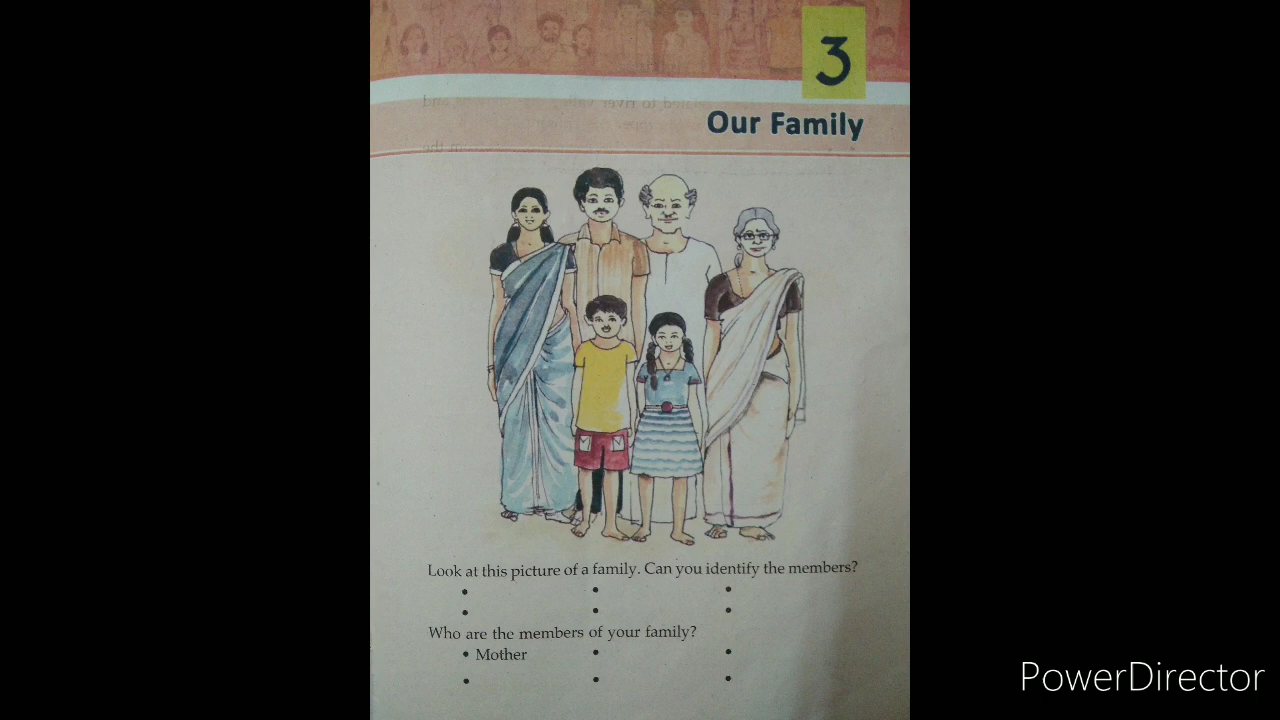 3
Our Family
Look at this picture of a family. Can you identify the members?
• • •
• • •
Who are the members of your family?
• Mother • •
• • •
PowerDirector